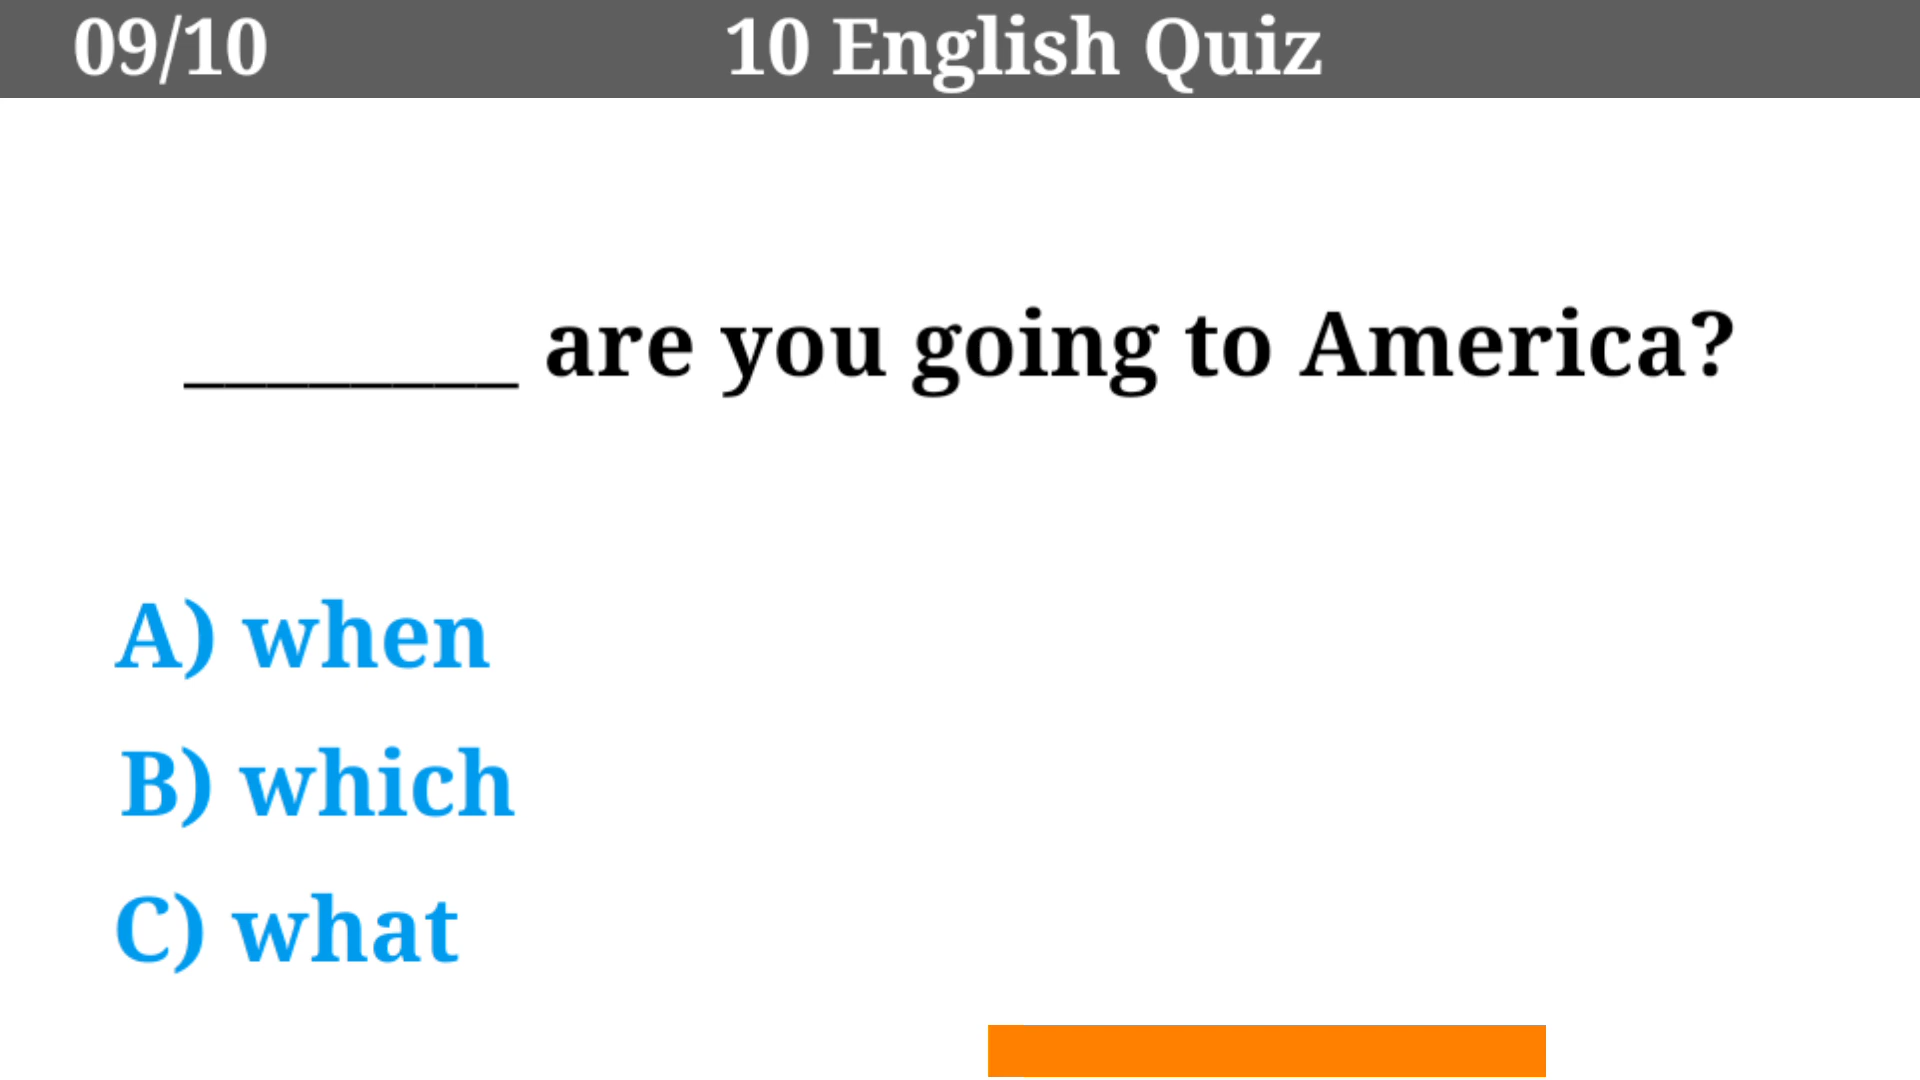 09/10 10 English Quiz
________ are you going to America?
A) when
B) which
C) what